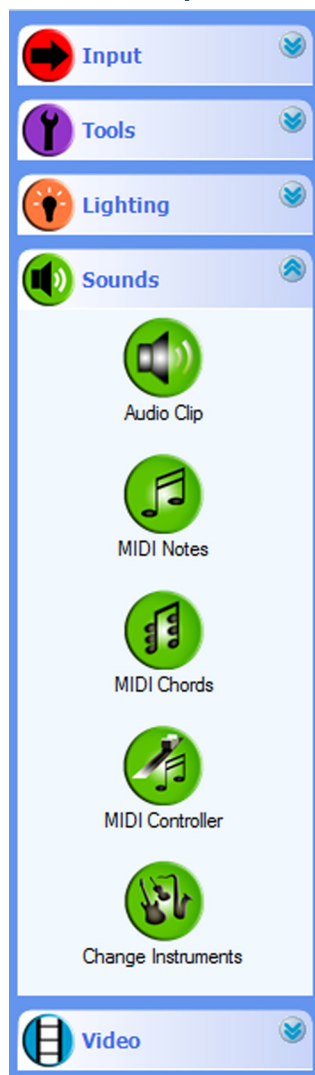 Input
Tools
Lighting
Sounds
Audio Clip
MIDI Notes
MIDI Chords
MIDI Controller
Change Instruments
Video